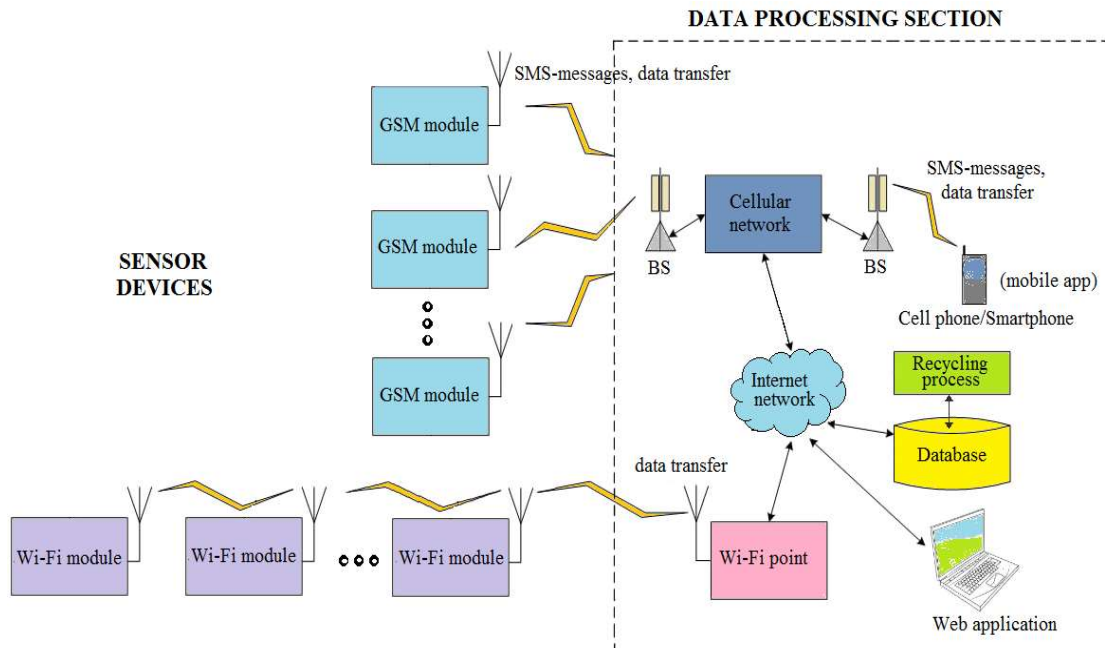 DATA PROCESSING SECTION
SMS-messages, data transfer
GSM module
SMS-messages,
data transfer
Cellular
network
GSM module
BS
BS
SENSOR
DEVICES
(mobile app)
Cell phone/Smartphone
GSM module
Internet
network
Recycling
process
Database
data transfer
Wi-Fi module
Wi-Fi module
Wi-Fi module
Wi-Fi point
Web application